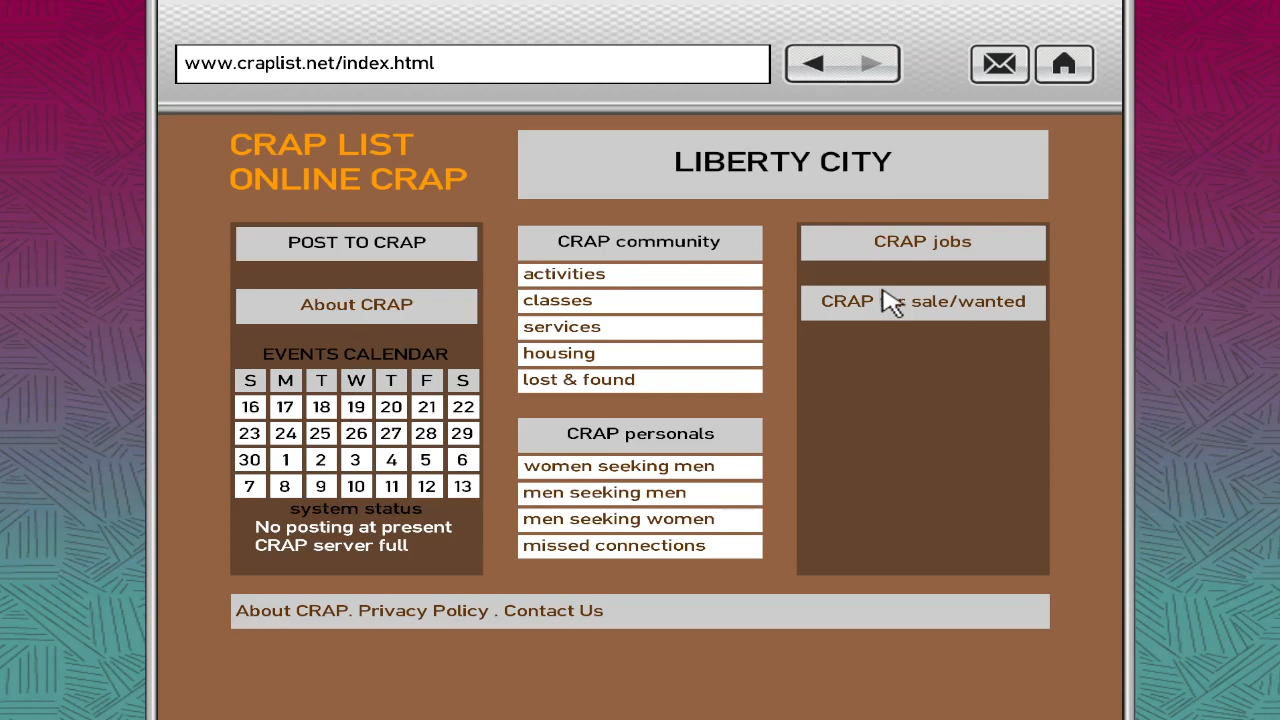 www.craplist.net/index.html
CRAP LIST
ONLINE CRAP
LIBERTY CITY
POST TO CRAP
About CRAP
EVENTS CALENDAR
S M T W T F S
16 17 18 19 20 21 22
23 24 25 26 27 28 29
30 1 2 3 4 5 6
7 8 9 10 11 12 13
system status
No posting at present
CRAP server full
CRAP community
activities
classes
services
housing
lost & found
CRAP personals
women seeking men
men seeking men
men seeking women
missed connections
CRAP jobs
CRAP sale/wanted
About CRAP. Privacy Policy . Contact Us